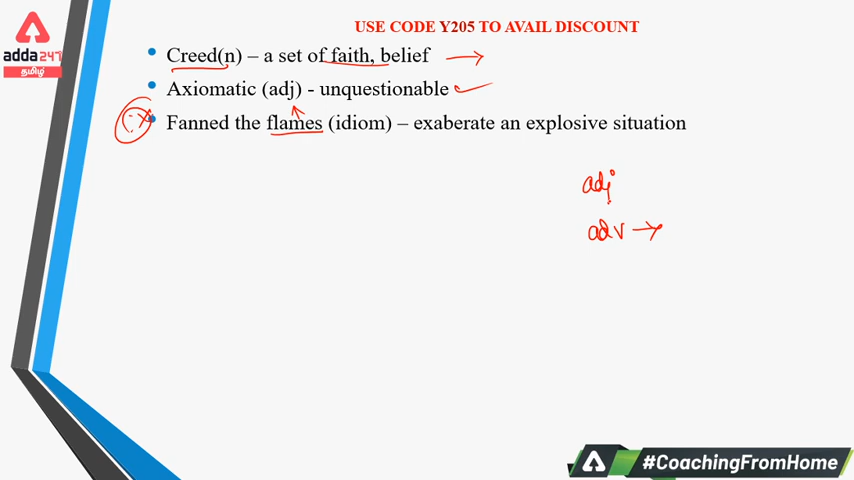 USE CODE Y205 TO AVAIL DISCOUNT
adda247
தமிழ்
• Creed(n) – a set of faith, belief
• Axiomatic (adj) - unquestionable
• Fanned the flames (idiom) – exaberate an explosive situation
adj
adv →
#CoachingFromHome